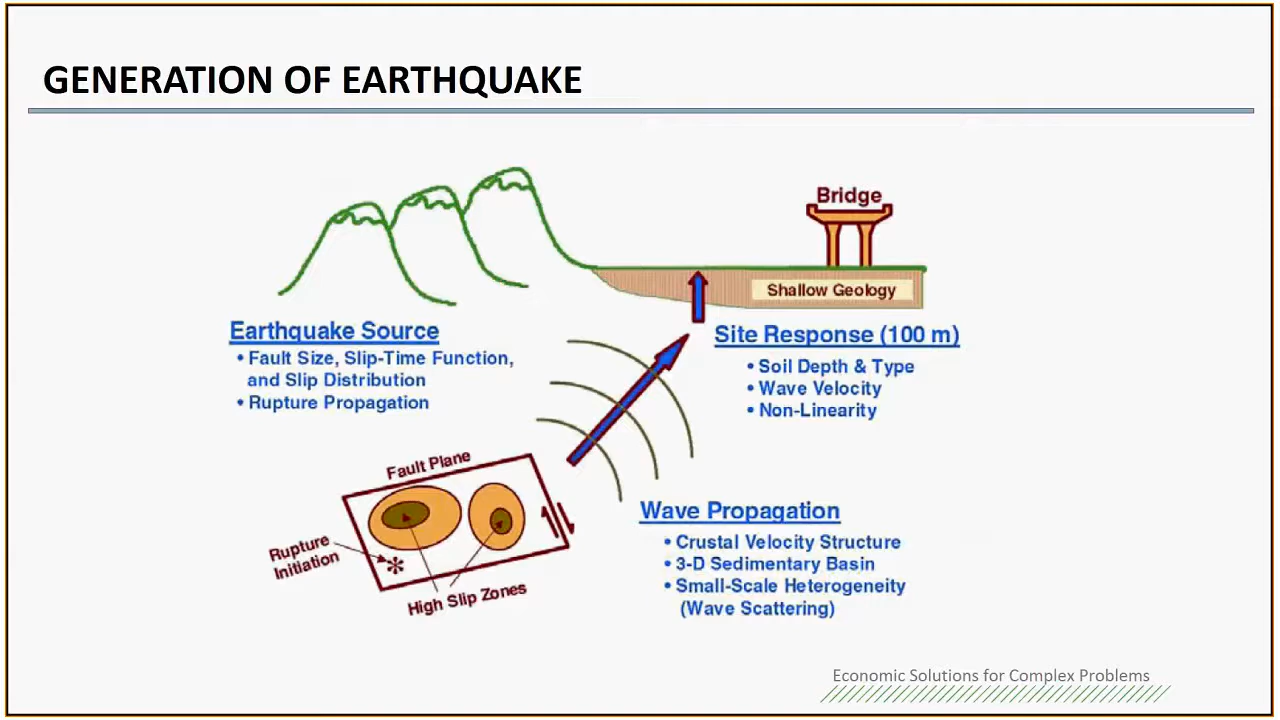 GENERATION OF EARTHQUAKE
Bridge
Shallow Geology
Earthquake Source
• Fault Size, Slip-Time Function,
and Slip Distribution
• Rupture Propagation
Site Response (100 m)
• Soil Depth & Type
• Wave Velocity
• Non-Linearity
Fault Plane
Rupture
Initiation
High Slip Zones
Wave Propagation
• Crustal Velocity Structure
• 3-D Sedimentary Basin
• Small-Scale Heterogeneity
(Wave Scattering)
Economic Solutions for Complex Problems